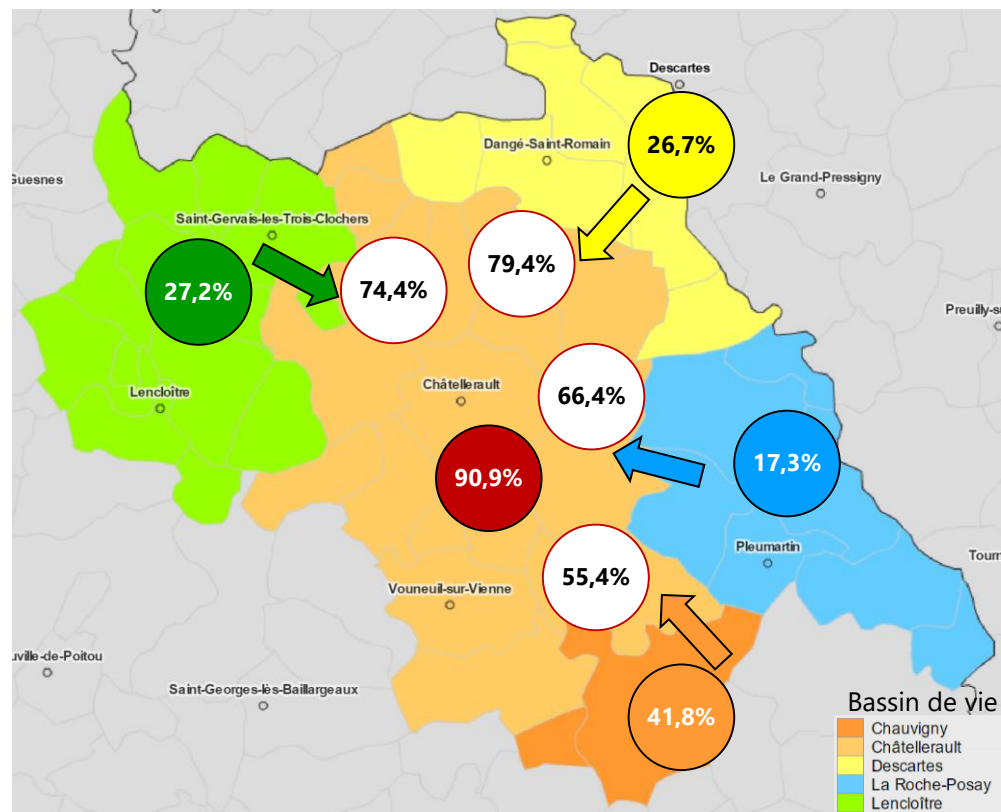 Descartes
Dangé-Saint-Romain
26,7%
Guesnes
Le Grand-Pressigny
Saint-Gervais-les-Trois-Clochers
79,4%
27,2%
74,4%
Preuilly-su
Châtellerault
Lencloître
66,4%
90,9%
17,3%
Pleumartin
Tourn
55,4%
Vouneuil-sur-Vienne
uville-de-Poitou
Saint-Georges-lès-Baillargeaux
41,8%
Bassin de vie
Chauvigny
Châtellerault
Descartes
La Roche-Posay
Lencloître